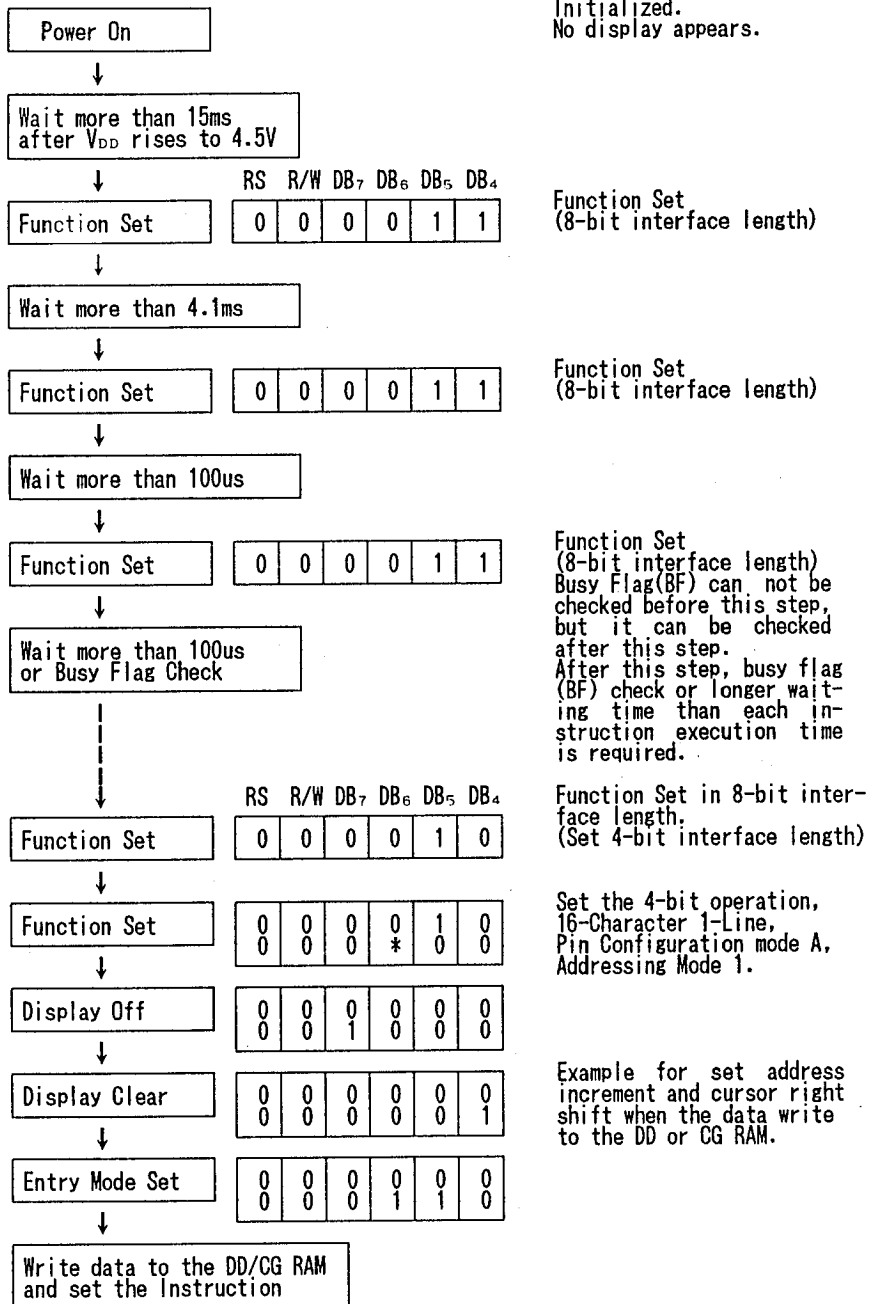 Initialized.
Power On
No display appears.
Wait more than 15ms
after VDD rises to 4.5V
RS R/W DB7 DB6 DB5 DB4
Function Set
0 0 0 0 1 1
Function Set
(8-bit interface length)
Wait more than 4.1ms
Function Set
0 0 0 0 1 1
Function Set
(8-bit interface length)
Wait more than 100us
Function Set
0 0 0 0 1 1
Function Set
(8-bit interface length)
Busy Flag(BF) can not be
checked before this step,
but it can be checked
after this step.
After this step, busy flag
(BF) check or longer wait-
ing time than each in-
struction execution time
is required.
Wait more than 100us
or Busy Flag Check
RS R/W DB7 DB6 DB5 DB4
Function Set
0 0 0 0 1 0
Function Set in 8-bit inter-
face length.
(Set 4-bit interface length)
Function Set
0 0 0 0 1 0
0 0 0 * 0 0
Set the 4-bit operation,
16-Character 1-Line,
Pin Configuration mode A,
Addressing Mode 1.
Display Off
0 0 0 0 0 0
0 0 1 0 0 0
Display Clear
0 0 0 0 0 0
0 0 0 0 0 1
Example for set address
increment and cursor right
shift when the data write
to the DD or CG RAM.
Entry Mode Set
0 0 0 0 0 0
0 0 0 1 1 0
Write data to the DD/CG RAM
and set the Instruction